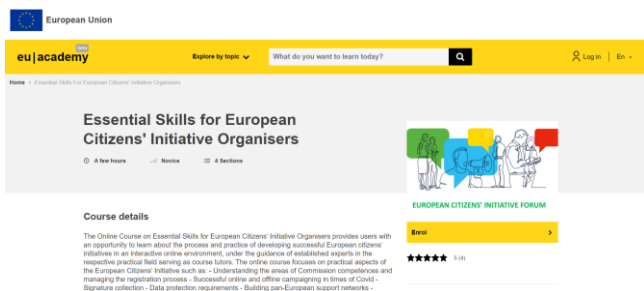 European Union
eu|academy
beta
Explore by topic
What do you want to learn today?
Log in
En
Home
Essential Skills For European Citizens' Initiative Organisers
Essential Skills for European
Citizens' Initiative Organisers
A few hours
Novice
4 Sections
EUROPEAN CITIZENS' INITIATIVE FORUM
Enrol
5 (4)
Course details
The Online Course on Essential Skills for European Citizens' Initiative Organisers provides users with
an opportunity to learn about the process and practice of developing successful European citizens'
initiatives in an interactive online environment, under the guidance of established experts in the
respective practical field serving as course tutors. The online course focuses on practical aspects of
the European Citizens' Initiative such as: - Understanding the areas of Commission competences and
managing the registration process - Successful online and offline campaigning in times of Covid -
Signature collection - Data protection requirements - Building pan-European support networks -